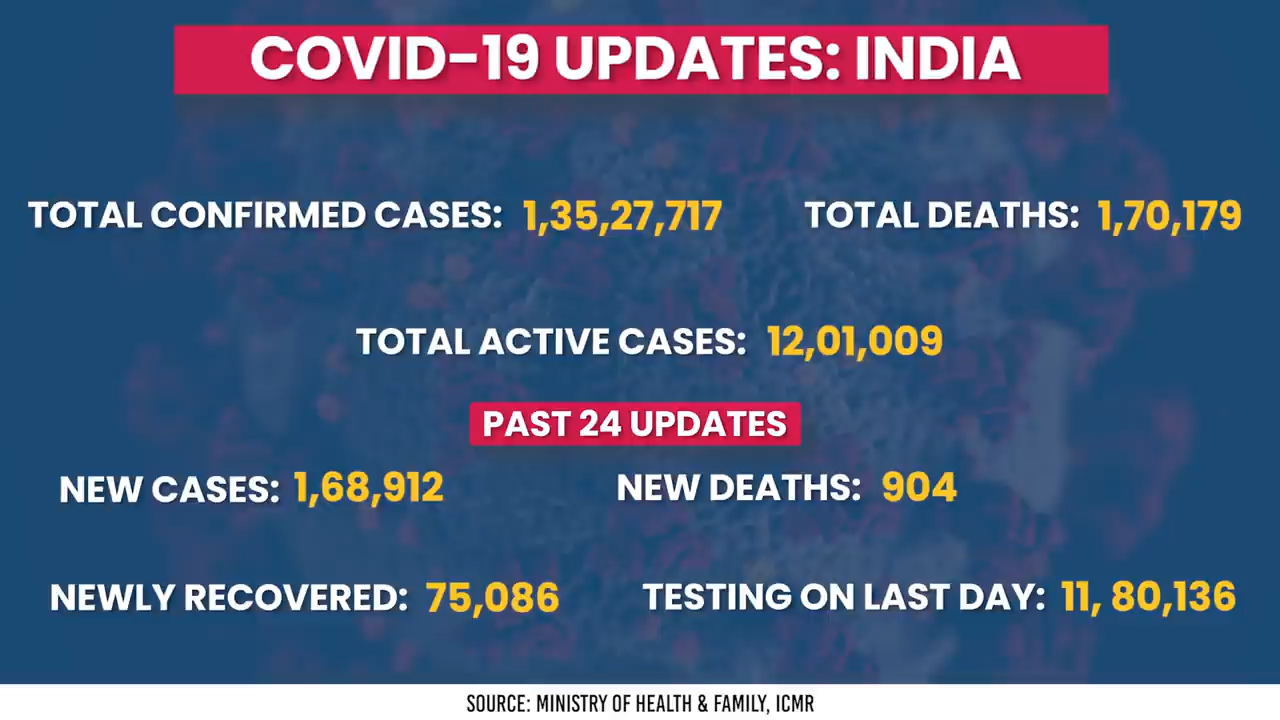 COVID-19 UPDATES: INDIA
TOTAL CONFIRMED CASES: 1,35,27,717 TOTAL DEATHS: 1,70,179
TOTAL ACTIVE CASES: 12,01,009
PAST 24 UPDATES
NEW CASES: 1,68,912 NEW DEATHS: 904
NEWLY RECOVERED: 75,086 TESTING ON LAST DAY: 11, 80,136
SOURCE: MINISTRY OF HEALTH & FAMILY, ICMR